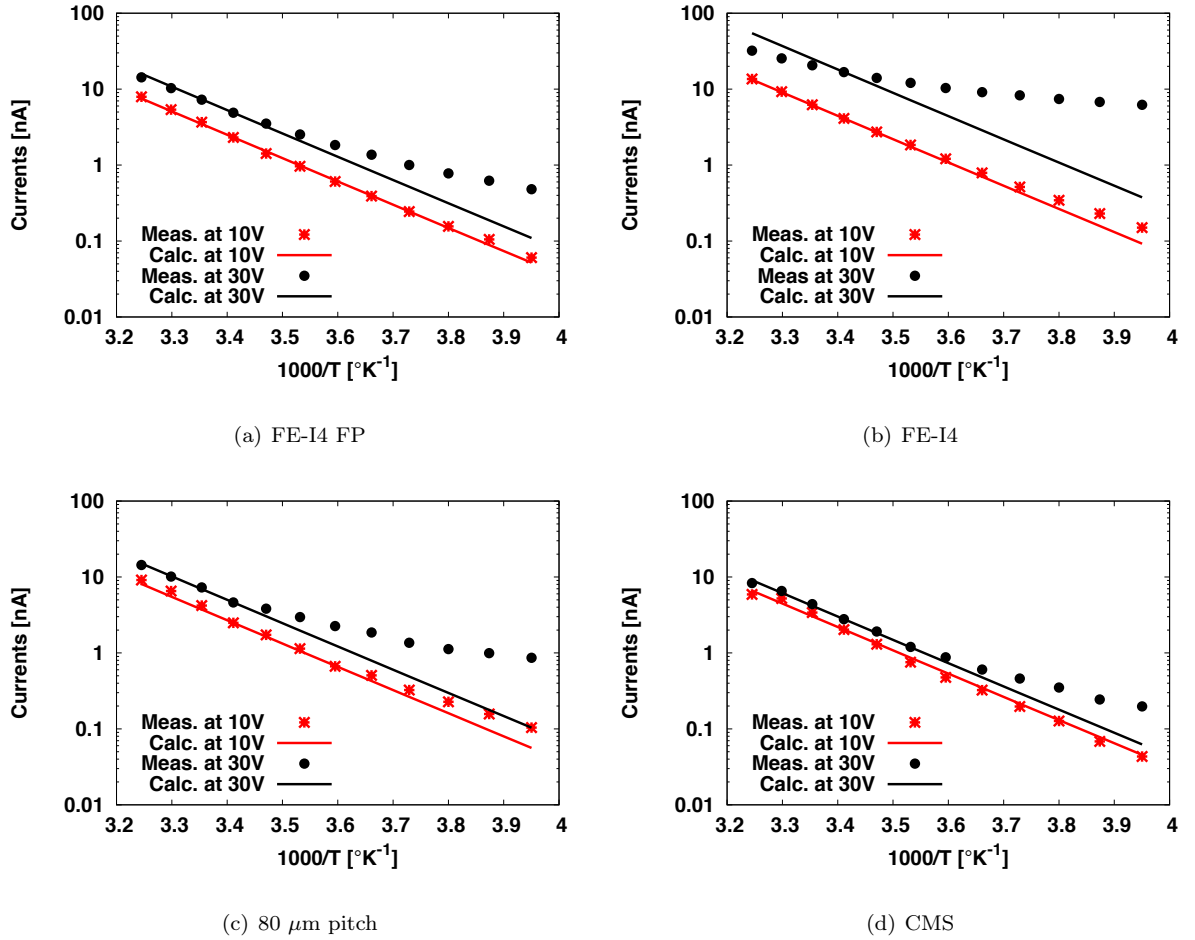 100
10
1
0.1
0.01
3.2 3.3 3.4 3.5 3.6 3.7 3.8 3.9 4
Currrents [nA]
1000/T [°K⁻¹]
Meas. at 10V
Calc. at 10V
Meas. at 30V
Calc. at 30V
(a) FE-I4 FP
100
10
1
0.1
0.01
3.2 3.3 3.4 3.5 3.6 3.7 3.8 3.9 4
Currrents [nA]
1000/T [°K⁻¹]
Meas. at 10V
Calc. at 10V
Meas at 30V
Calc. at 30V
(b) FE-I4
100
10
1
0.1
0.01
3.2 3.3 3.4 3.5 3.6 3.7 3.8 3.9 4
Currrents [nA]
1000/T [°K⁻¹]
Meas. at 10V
Calc. at 10V
Meas. at 30V
Calc. at 30V
(c) 80 μm pitch
100
10
1
0.1
0.01
3.2 3.3 3.4 3.5 3.6 3.7 3.8 3.9 4
Currrents [nA]
1000/T [°K⁻¹]
Meas. at 10V
Calc. at 10V
Meas. at 30V
Calc. at 30V
(d) CMS